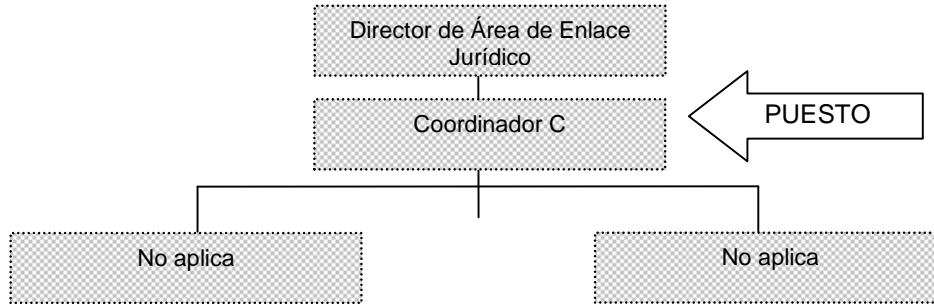 Director de Área de Enlace
Jurídico
Coordinador C
PUESTO
No aplica
No aplica